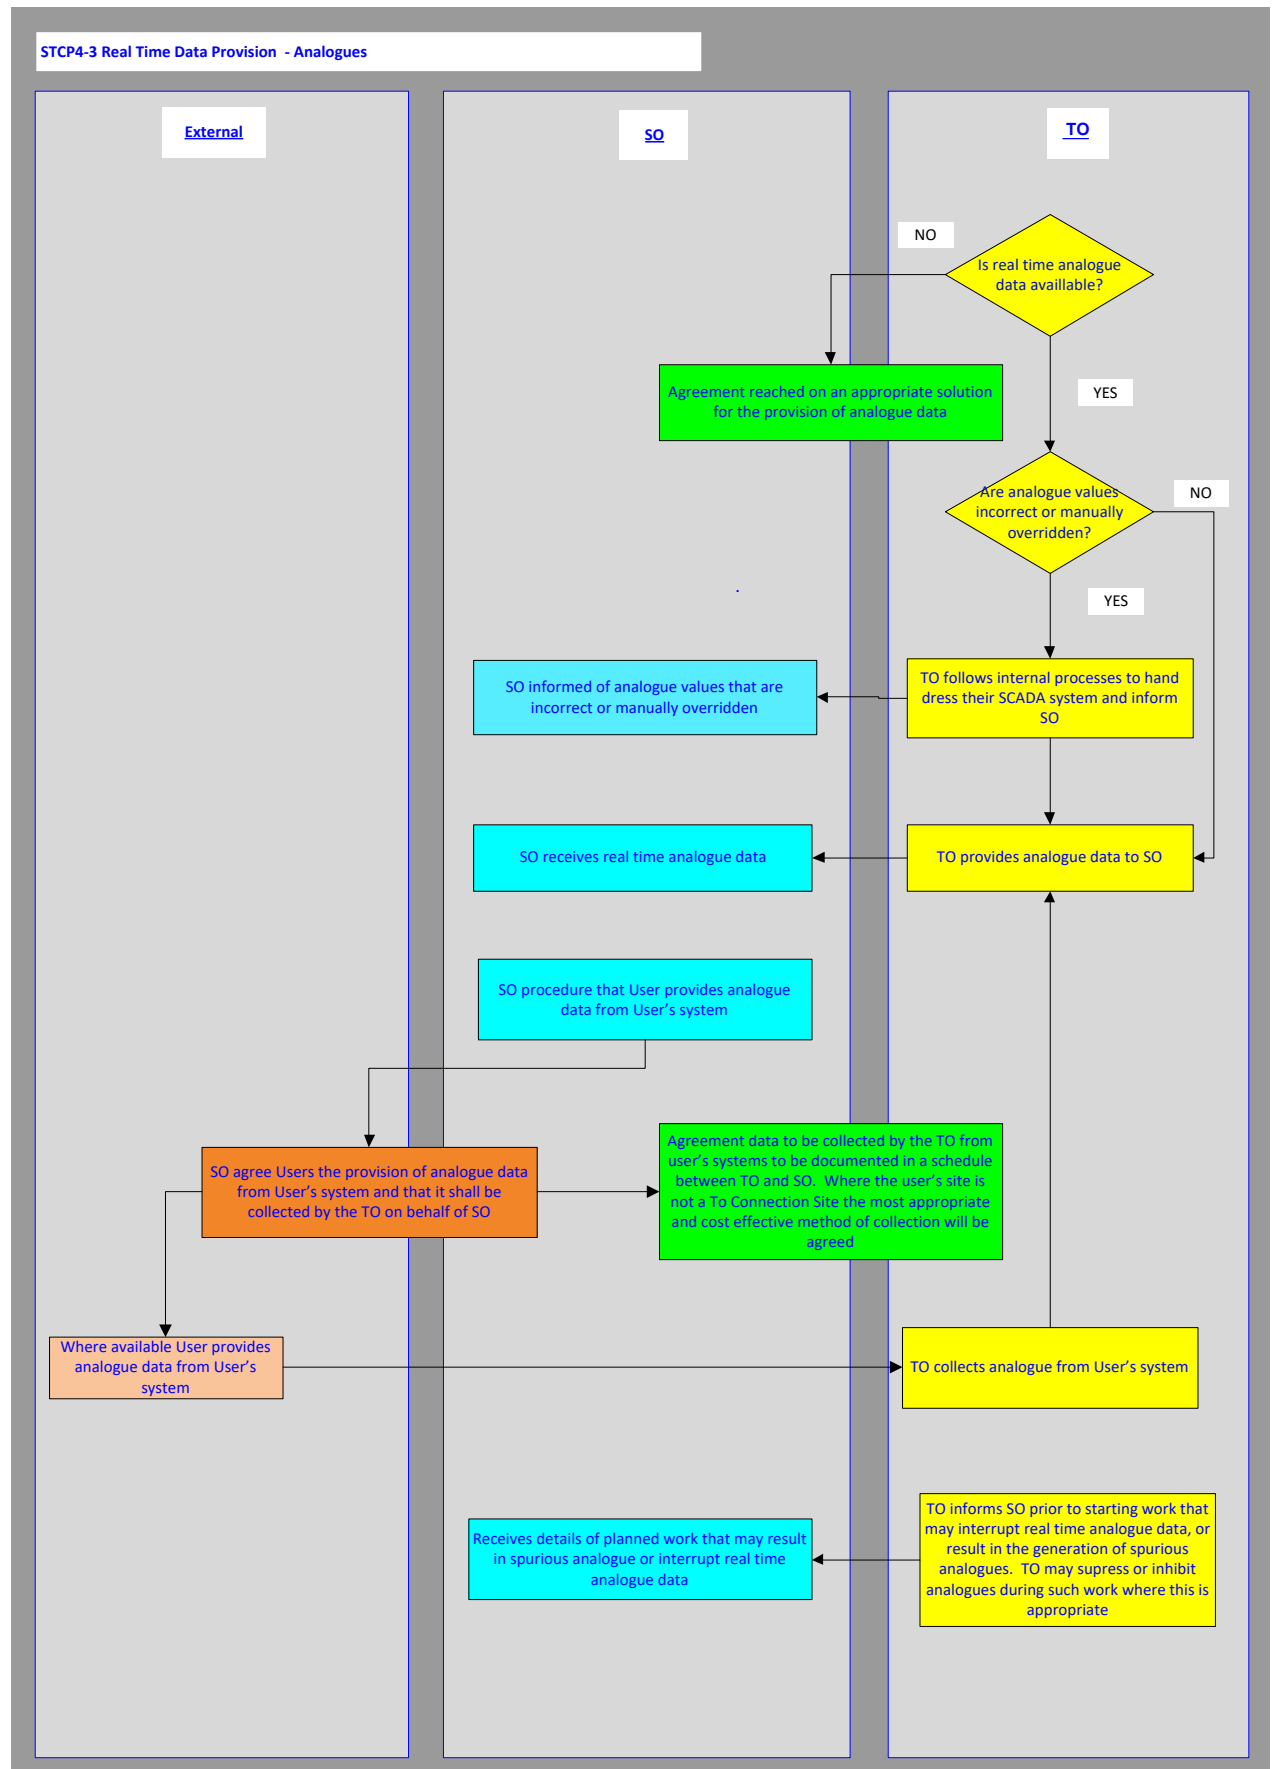 STCP4-3 Real Time Data Provision - Analogues
External
SO
TO
NO
Is real time analogue
data availlable?
Agreement reached on an appropriate solution
for the provision of analogue data
YES
Are analogue values
incorrect or manually
overridden?
NO
YES
SO informed of analogue values that are
incorrect or manually overridden
TO follows internal processes to hand
dress their SCADA system and inform
SO
SO receives real time analogue data
TO provides analogue data to SO
SO procedure that User provides analogue
data from User's system
SO agree Users the provision of analogue data
from User's system and that it shall be
collected by the TO on behalf of SO
Agreement data to be collected by the TO from
user's systems to be documented in a schedule
between TO and SO. Where the user's site is
not a To Connection Site the most appropriate
and cost effective method of collection will be
agreed
Where available User provides
analogue data from User's
system
TO collects analogue from User's system
Receives details of planned work that may result
in spurious analogue or interrupt real time
analogue data
TO informs SO prior to starting work that
may interrupt real time analogue data, or
result in the generation of spurious
analogues. TO may supress or inhibit
analogues during such work where this is
appropriate